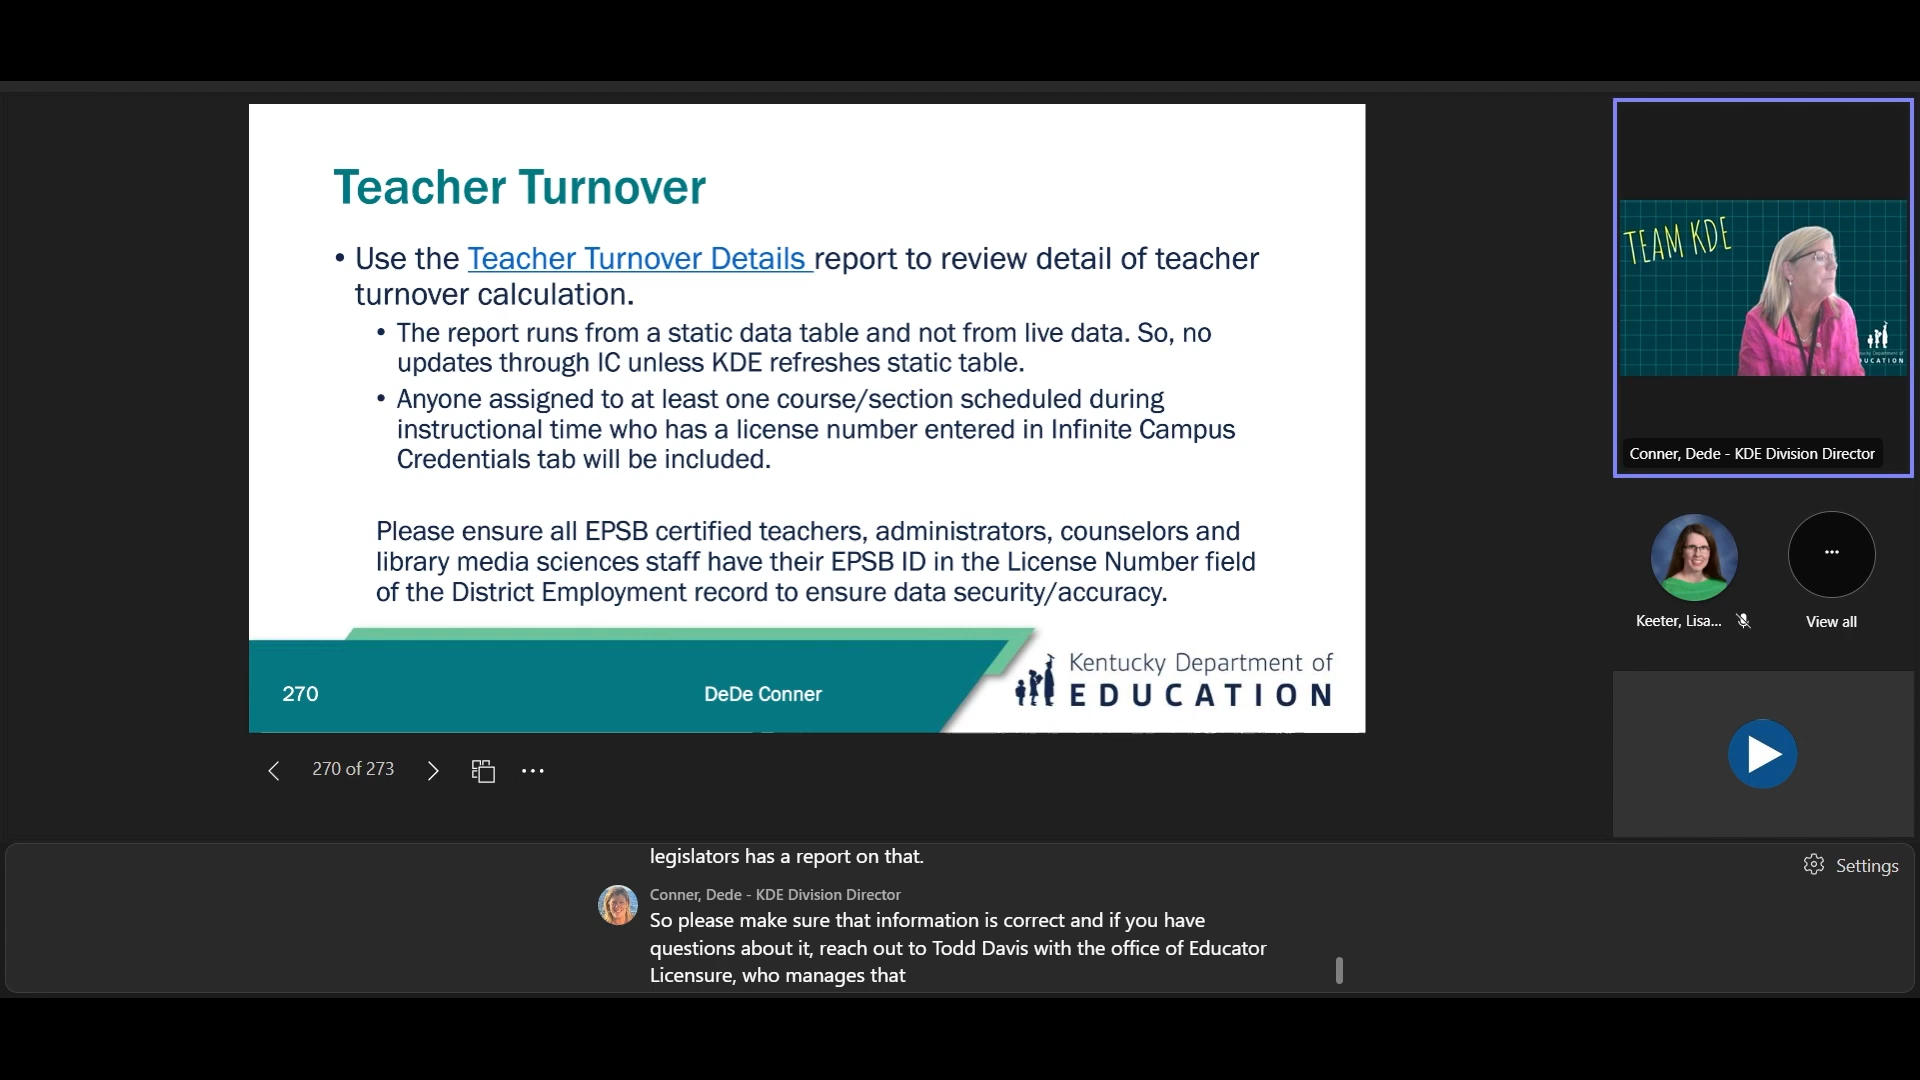 Teacher Turnover
• Use the Teacher Turnover Details report to review detail of teacher
turnover calculation.
• The report runs from a static data table and not from live data. So, no
updates through IC unless KDE refreshes static table.
• Anyone assigned to at least one course/section scheduled during
instructional time who has a license number entered in Infinite Campus
Credentials tab will be included.
Please ensure all EPSB certified teachers, administrators, counselors and
library media sciences staff have their EPSB ID in the License Number field
of the District Employment record to ensure data security/accuracy.
270
DeDe Conner
Kentucky Department of
EDUCATION
270 of 273
TEAM KDE
UCATION
Conner, Dede - KDE Division Director
Keeter, Lisa...
View all
legislators has a report on that.
Settings
Conner, Dede - KDE Division Director
So please make sure that information is correct and if you have
questions about it, reach out to Todd Davis with the office of Educator
Licensure, who manages that